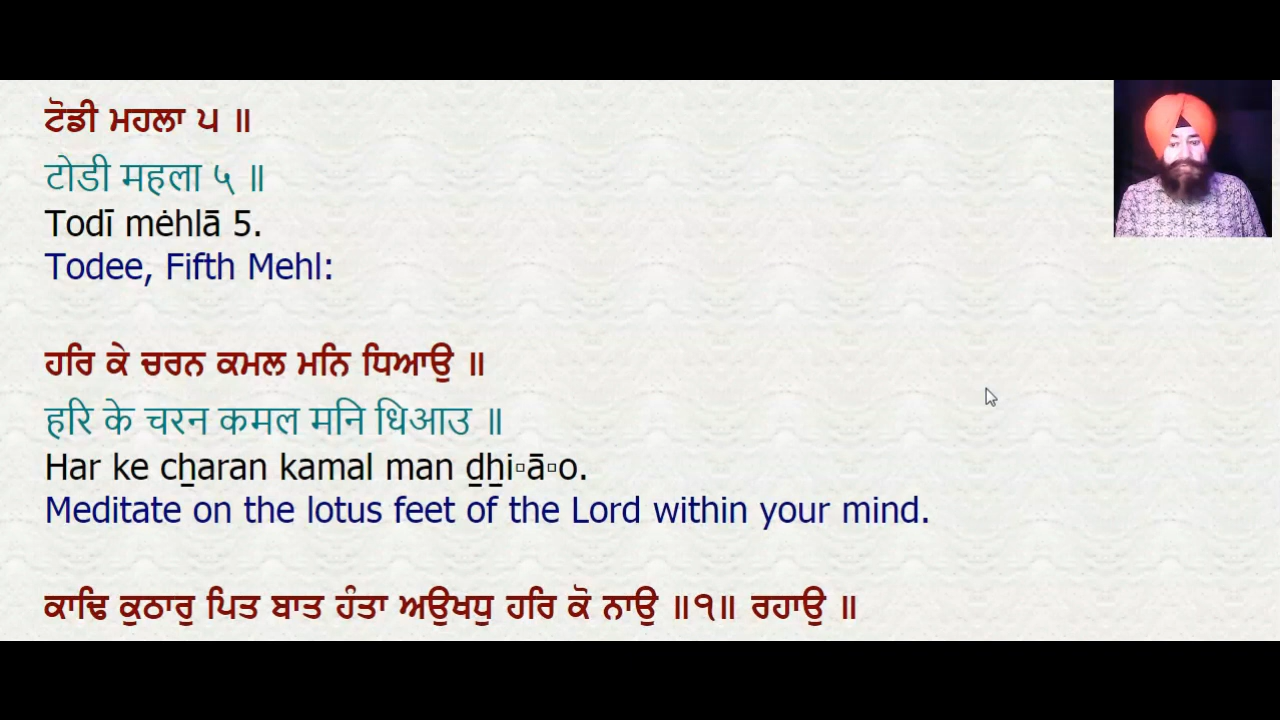 ਟੋਡੀ ਮਹਲਾ ੫ ॥
टोडी महला ५ ॥
Todī mėhlā 5.
Todee, Fifth Mehl:
ਹਰਿ ਕੇ ਚਰਨ ਕਮਲ ਮਨਿ ਧਿਆਉ ॥
हरि के चरन कमल मनि धिआउ ॥
Har ke cẖaran kamal man ḏẖi▫ā▫o.
Meditate on the lotus feet of the Lord within your mind.
ਕਾਢਿ ਕੁਠਾਰੁ ਪਿਤ ਬਾਤ ਹੰਤਾ ਅਉਖਧੁ ਹਰਿ ਕੋ ਨਾਉ ॥੧॥ ਰਹਾਉ ॥